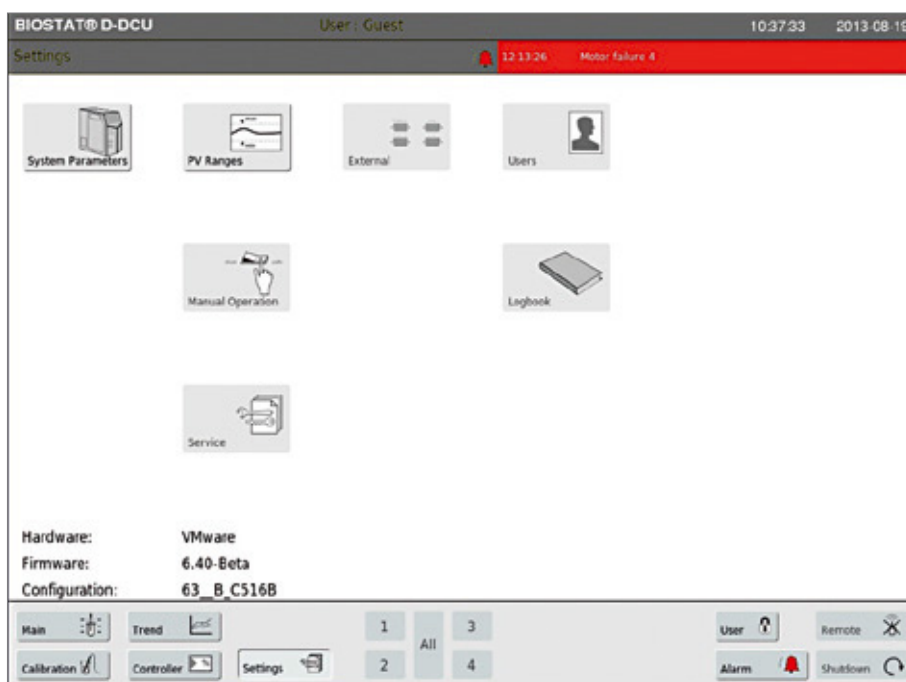 BIOSTAT® D-DCU User : Guest 10:37:33 2013-08-19
Settings 12:13:26 Motor failure 4
System Parameters PV Ranges External Users
Manual Operation Logbook
Service
Hardware: VMware
Firmware: 6.40-Beta
Configuration: 63__B_C516B
Main Trend 1 All 3 User Remote
Calibration Controller Settings 2 4 Alarm Shutdown